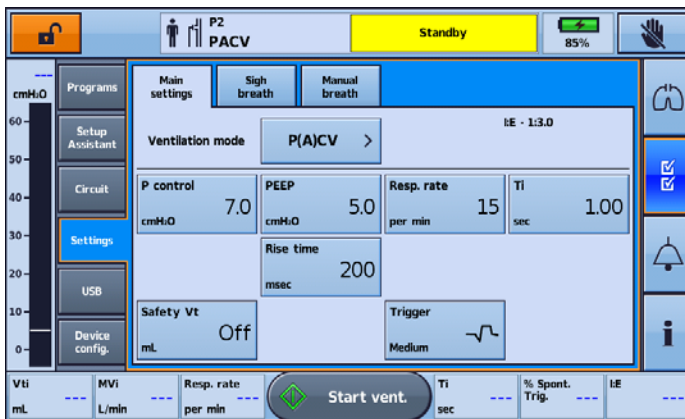 P2
PACV
Standby
85%
---
cmH₂O
60
50
40
30
20
10
0
Programs
Setup
Assistant
Circuit
Settings
USB
Device
config.
Main
settings
Sigh
breath
Manual
breath
I:E - 1:3.0
Ventilation mode
P(A)CV >
P control
7.0
cmH₂O
PEEP
5.0
cmH₂O
Resp. rate
15
per min
Ti
1.00
sec
Rise time
200
msec
Safety Vt
Off
mL
Trigger
Medium
i
Vti
---
mL
MVi
---
L/min
Resp. rate
---
per min
Start vent.
Ti
---
sec
% Spont.
Trig.
---
I:E
---